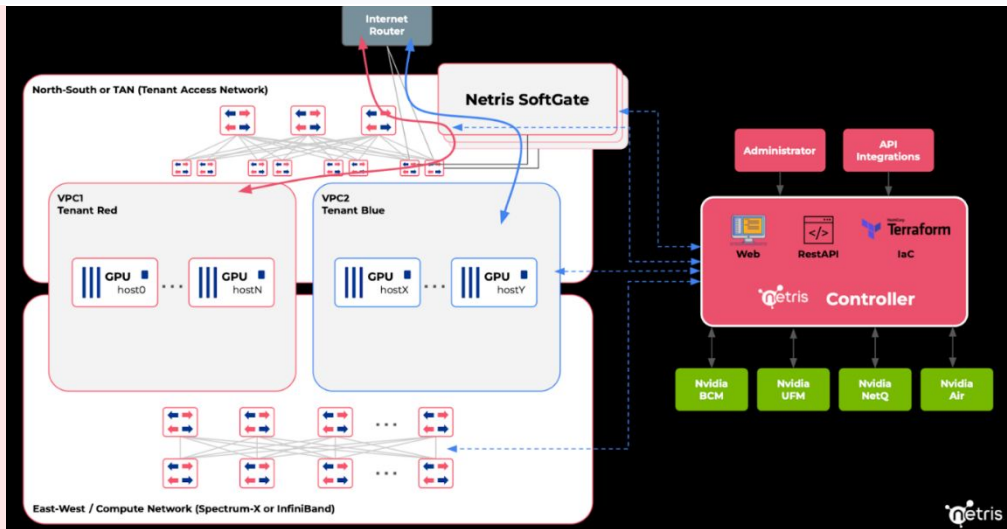 Internet
Router
North-South or TAN (Tenant Access Network)
Netris SoftGate
VPC1
Tenant Red
VPC2
Tenant Blue
GPU
host0
GPU
hostN
GPU
hostX
GPU
hostY
East-West / Compute Network (Spectrum-X or InfiniBand)
Administrator
API
Integrations
Web
RestAPI
HashiCorp
Terraform
IaC
netris Controller
Nvidia
BCM
Nvidia
UFM
Nvidia
NetQ
Nvidia
Air
netris